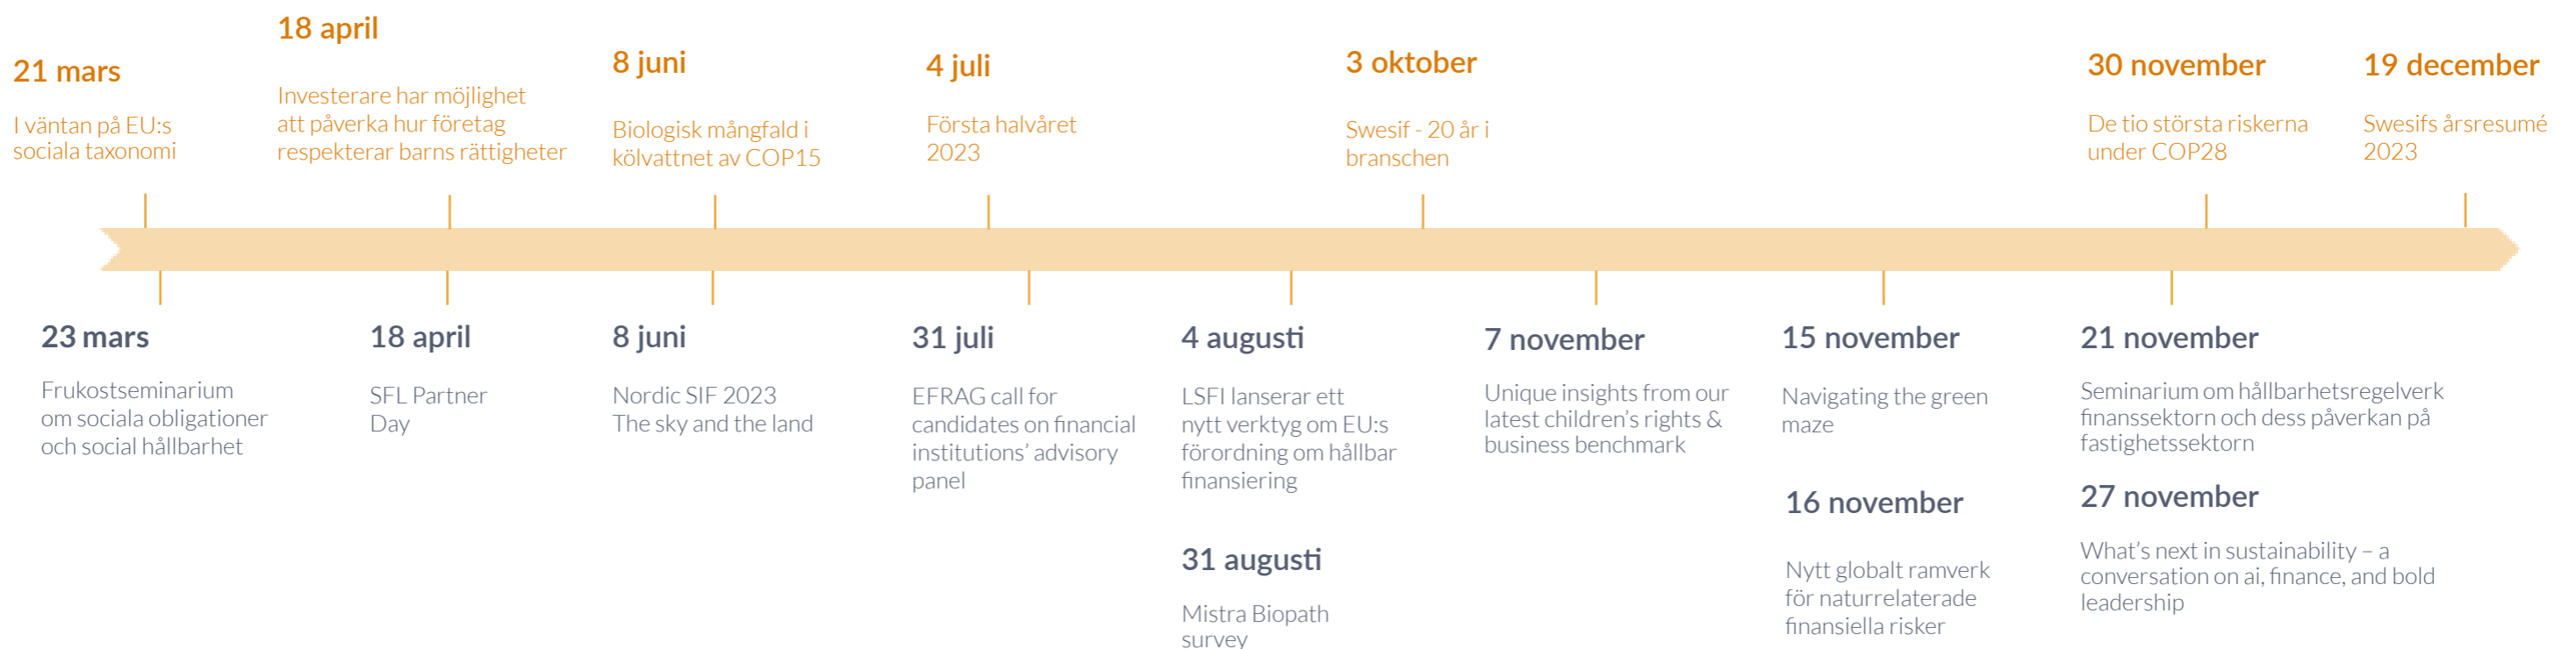 21 mars
I väntan på EU:s
sociala taxonomi
18 april
Investerare har möjlighet
att påverka hur företag
respekterar barns rättigheter
8 juni
Biologisk mångfald i
kölvattnet av COP15
4 juli
Första halvåret
2023
3 oktober
Swesif - 20 år i
branschen
30 november
De tio största riskerna
under COP28
19 december
Swesifs årsresumé
2023
23 mars
Frukostseminarium
om sociala obligationer
och social hållbarhet
18 april
SFL Partner
Day
8 juni
Nordic SIF 2023
The sky and the land
31 juli
EFRAG call for
candidates on financial
institutions’ advisory
panel
4 augusti
LSFI lanserar ett
nytt verktyg om EU:s
förordning om hållbar
finansiering
31 augusti
Mistra Biopath
survey
7 november
Unique insights from our
latest children’s rights &
business benchmark
15 november
Navigating the green
maze
16 november
Nytt globalt ramverk
för naturrelaterade
finansiella risker
21 november
Seminarium om hållbarhetsregelverk
finanssektorn och dess påverkan på
fastighetssektorn
27 november
What’s next in sustainability – a
conversation on ai, finance, and bold
leadership